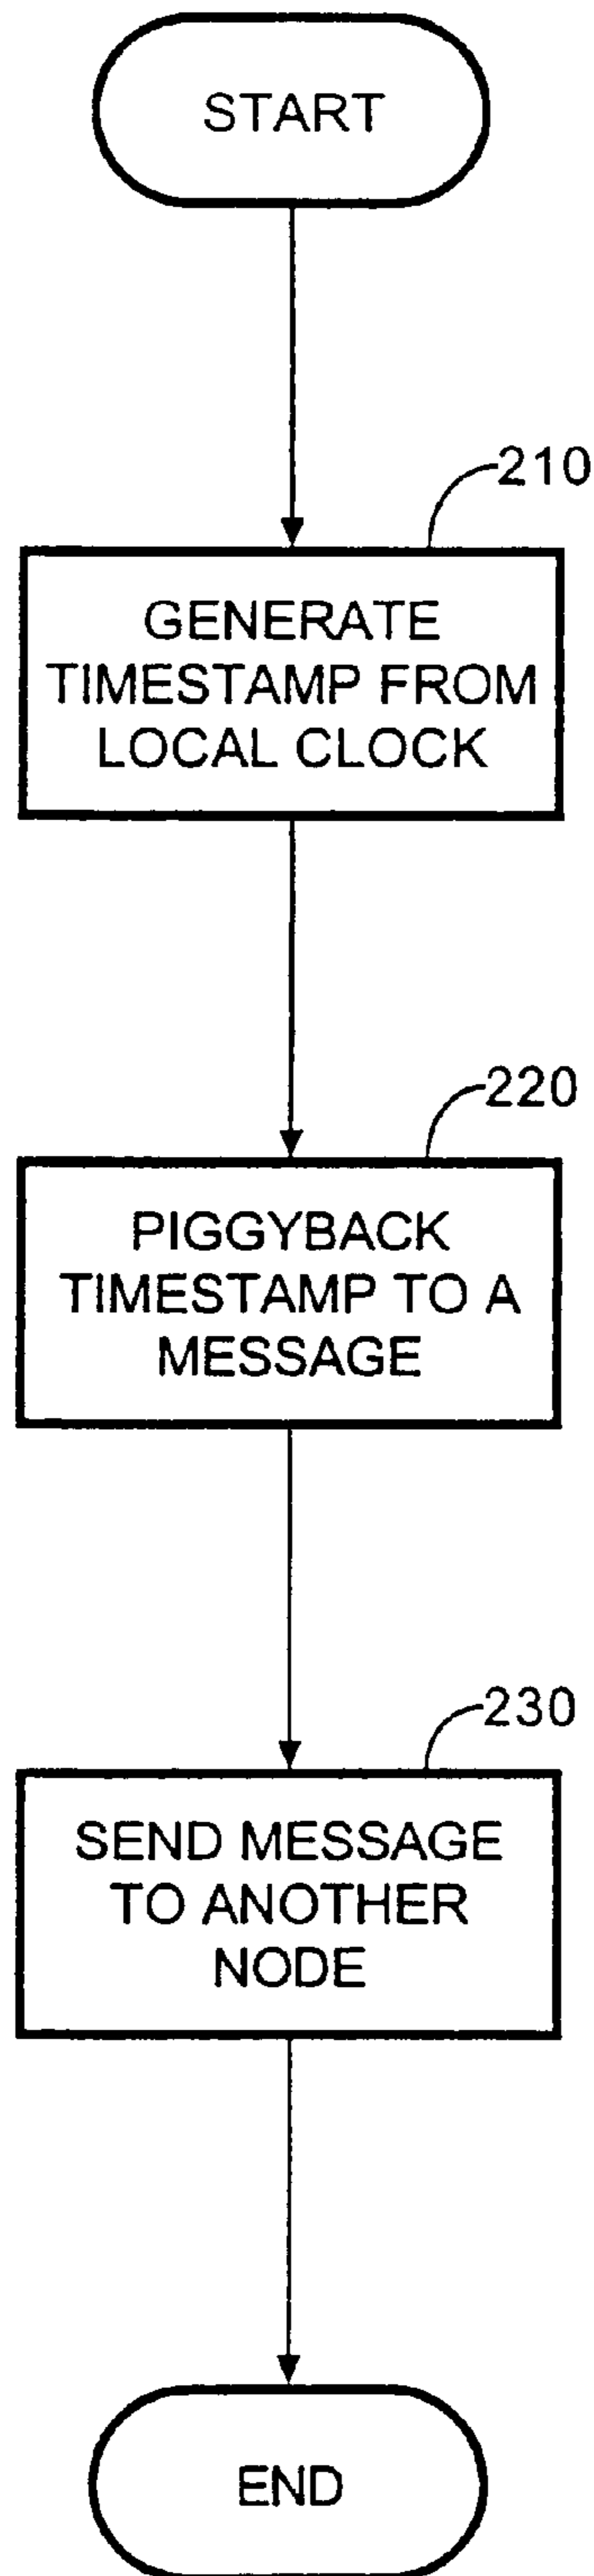 START
210
GENERATE
TIMESTAMP FROM
LOCAL CLOCK
220
PIGGYBACK
TIMESTAMP TO A
MESSAGE
230
SEND MESSAGE
TO ANOTHER
NODE
END